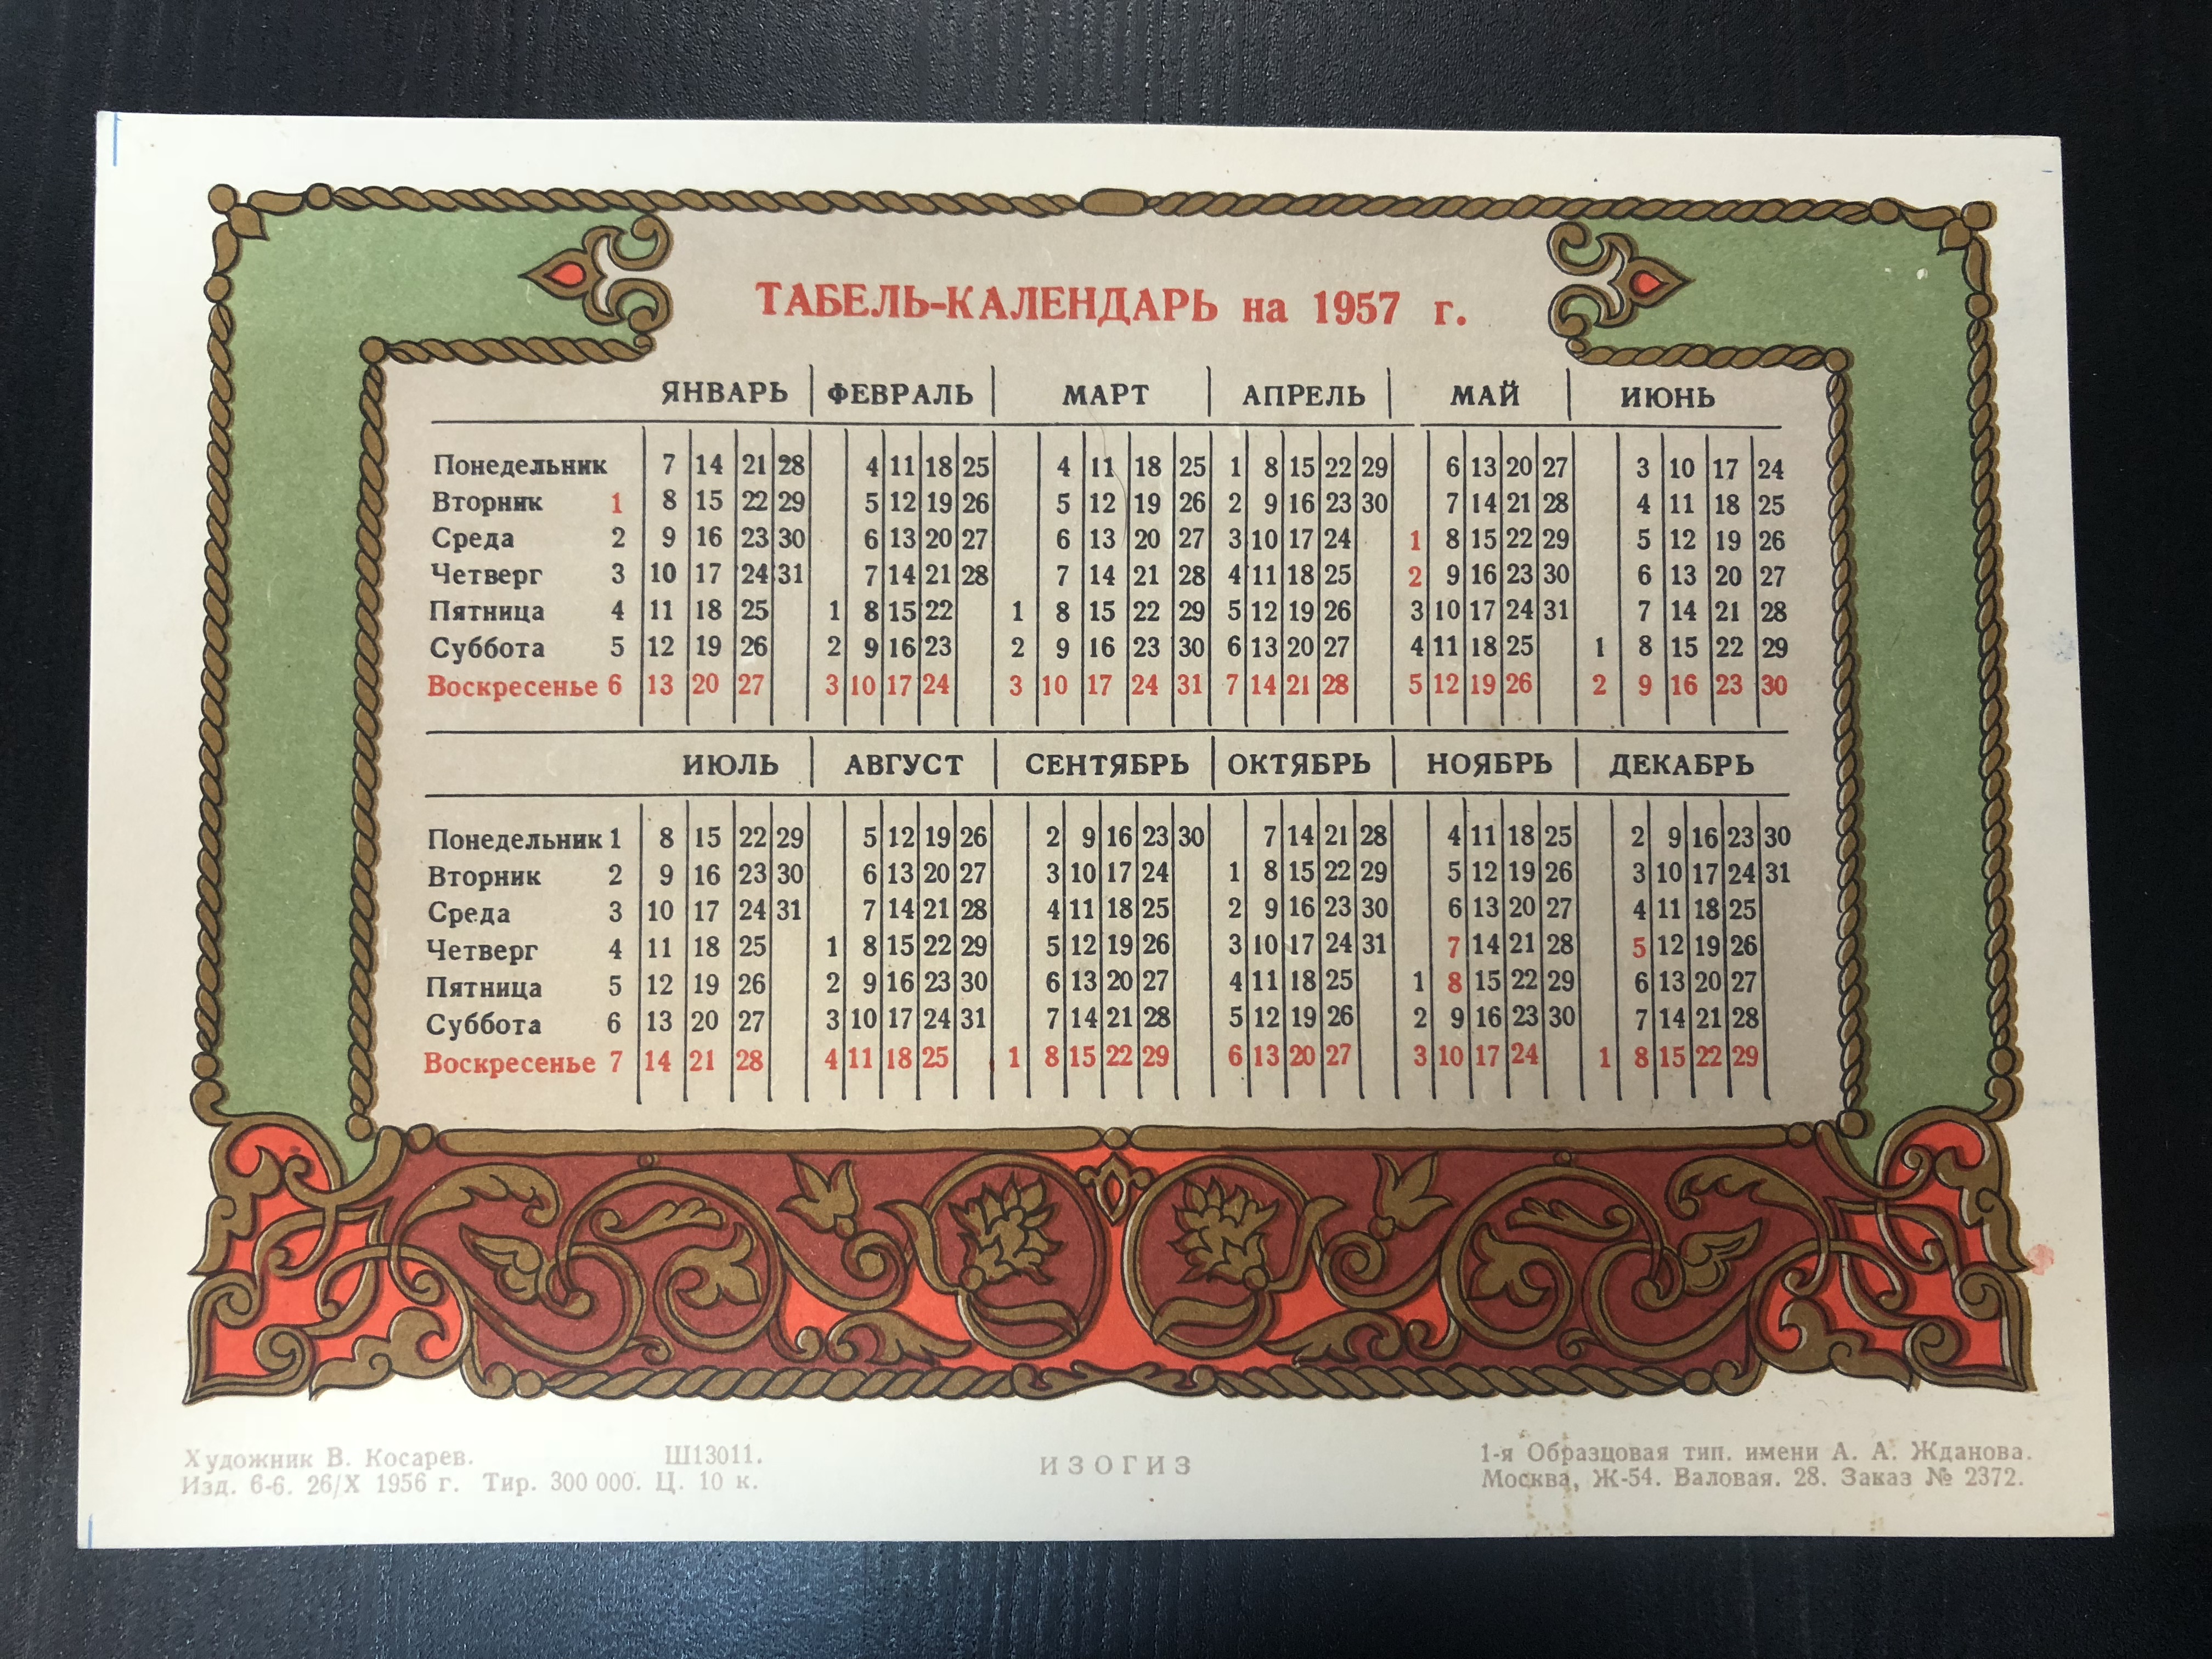 ТАБЕЛЬ-КАЛЕНДАРЬ на 1957 г.
ЯНВАРЬ ФЕВРАЛЬ МАРТ АПРЕЛЬ МАЙ ИЮНЬ
Понедельник 7 14 21 28 4 11 18 25 4 11 18 25 1 8 15 22 29 6 13 20 27 3 10 17 24
Вторник 1 8 15 22 29 5 12 19 26 5 12 19 26 2 9 16 23 30 7 14 21 28 4 11 18 25
Среда 2 9 16 23 30 6 13 20 27 6 13 20 27 3 10 17 24 1 8 15 22 29 5 12 19 26
Четверг 3 10 17 24 31 7 14 21 28 7 14 21 28 4 11 18 25 2 9 16 23 30 6 13 20 27
Пятница 4 11 18 25 1 8 15 22 1 8 15 22 29 5 12 19 26 3 10 17 24 31 7 14 21 28
Суббота 5 12 19 26 2 9 16 23 2 9 16 23 30 6 13 20 27 4 11 18 25 1 8 15 22 29
Воскресенье 6 13 20 27 3 10 17 24 3 10 17 24 31 7 14 21 28 5 12 19 26 2 9 16 23 30
ИЮЛЬ АВГУСТ СЕНТЯБРЬ ОКТЯБРЬ НОЯБРЬ ДЕКАБРЬ
Понедельник 1 8 15 22 29 5 12 19 26 2 9 16 23 30 7 14 21 28 4 11 18 25 2 9 16 23 30
Вторник 2 9 16 23 30 6 13 20 27 3 10 17 24 1 8 15 22 29 5 12 19 26 3 10 17 24 31
Среда 3 10 17 24 31 7 14 21 28 4 11 18 25 2 9 16 23 30 6 13 20 27 4 11 18 25
Четверг 4 11 18 25 1 8 15 22 29 5 12 19 26 3 10 17 24 31 7 14 21 28 5 12 19 26
Пятница 5 12 19 26 2 9 16 23 30 6 13 20 27 4 11 18 25 1 8 15 22 29 6 13 20 27
Суббота 6 13 20 27 3 10 17 24 31 7 14 21 28 5 12 19 26 2 9 16 23 30 7 14 21 28
Воскресенье 7 14 21 28 4 11 18 25 1 8 15 22 29 6 13 20 27 3 10 17 24 1 8 15 22 29
Художник В. Косарев. Ш13011.
Изд. 6-6. 26/X 1956 г. Тир. 300 000. Ц. 10 к.
ИЗОГИЗ
1-я Образцовая тип. имени А. А. Жданова.
Москва, Ж-54. Валовая. 28. Заказ № 2372.